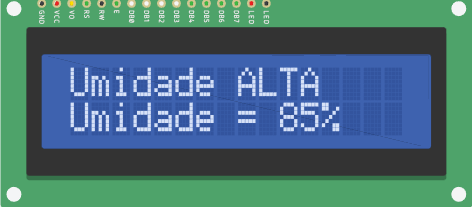 GND VCC VO RS RW E DB0 DB1 DB2 DB3 DB4 DB5 DB6 DB7 LED LED
Umidade ALTA
Umidade = 85%